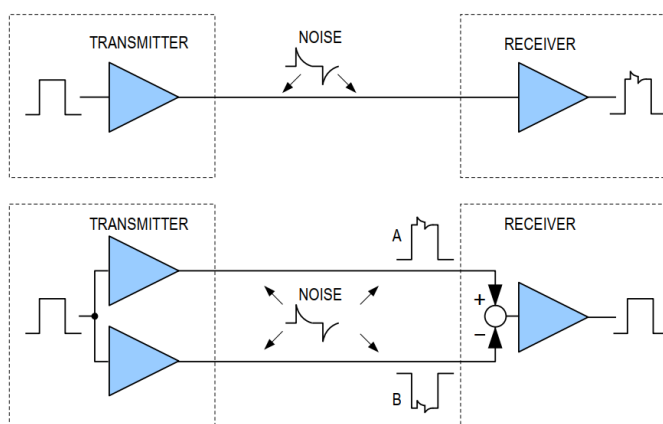 TRANSMITTER
NOISE
RECEIVER
TRANSMITTER
A
RECEIVER
NOISE
+
−
B